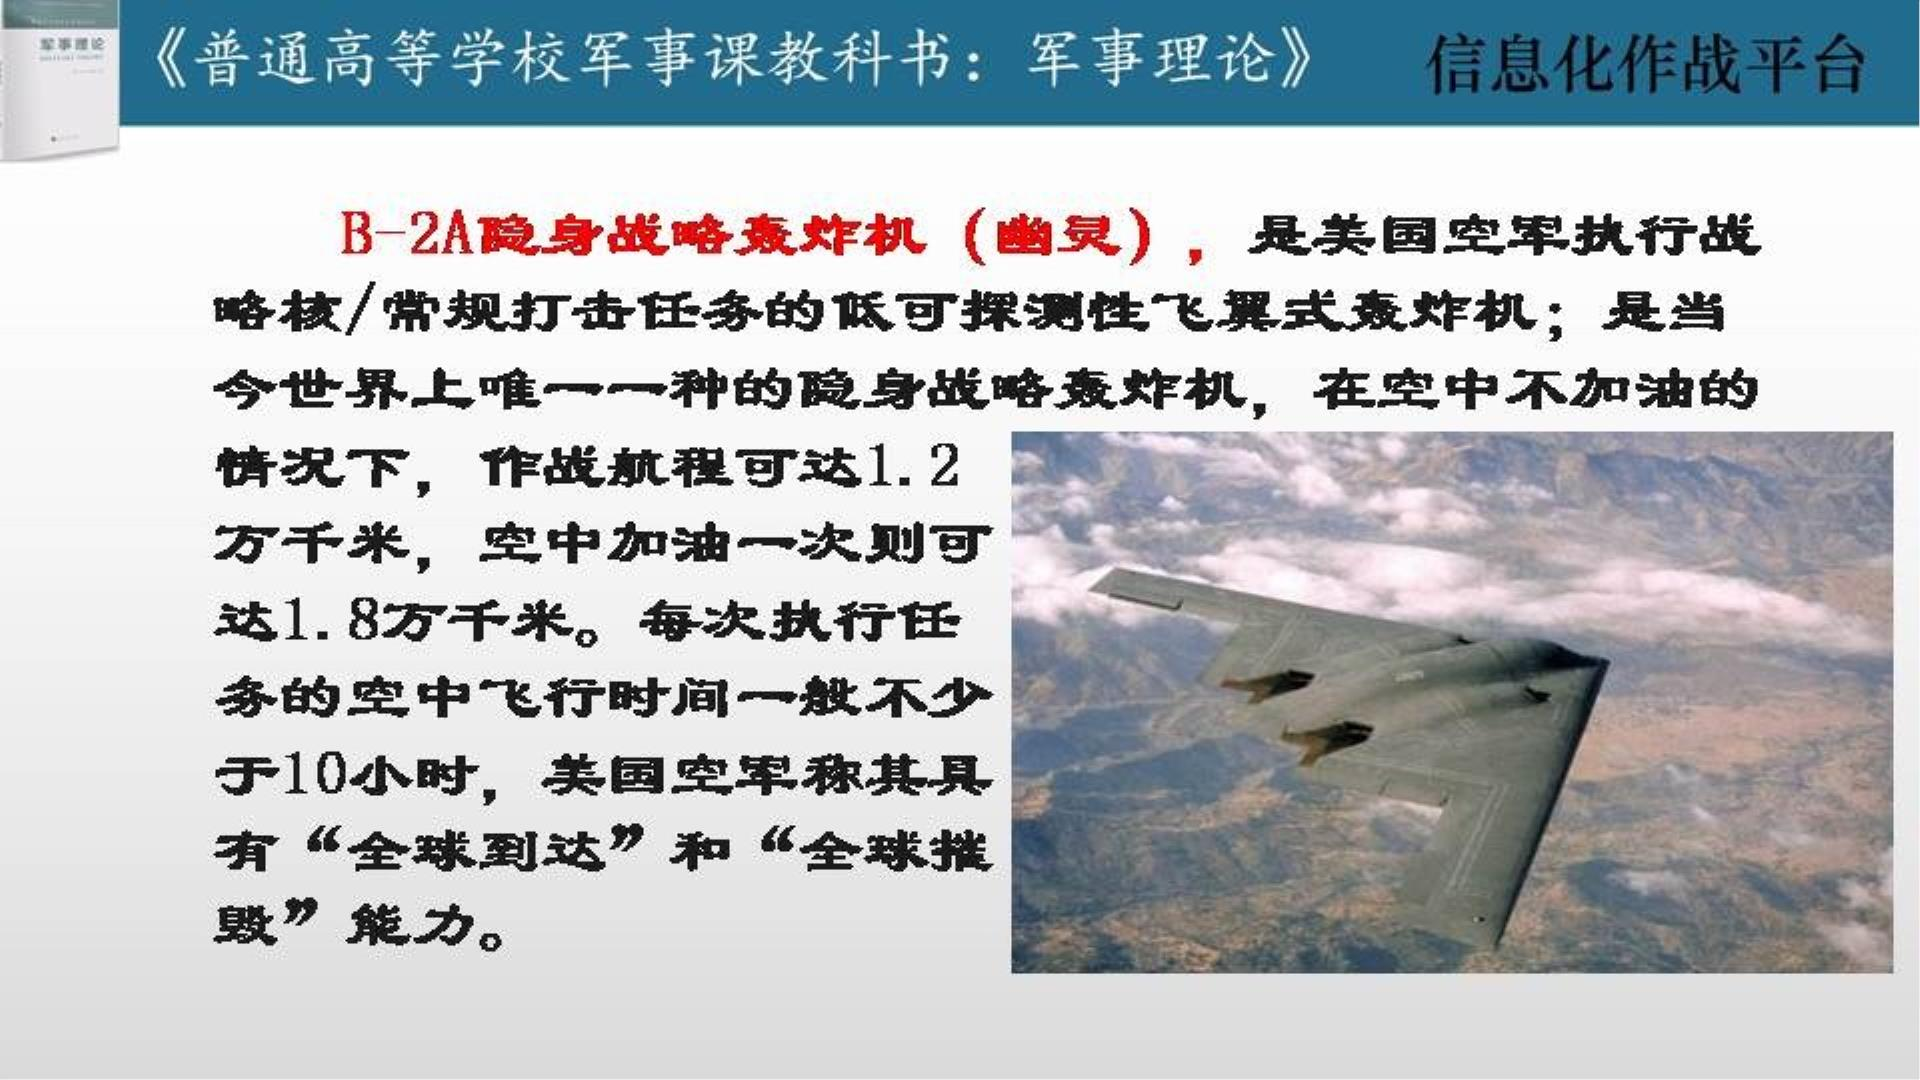 军事理论
《普通高等学校军事课教科书：军事理论》
信息化作战平台
B-2A隐身战略轰炸机（幽灵），是美国空军执行战
略核/常规打击任务的低可探测性飞翼式轰炸机；是当
今世界上唯一一种的隐身战略轰炸机，在空中不加油的
情况下，作战航程可达1.2
万千米，空中加油一次则可
达1.8万千米。每次执行任
务的空中飞行时间一般不少
于10小时，美国空军称其具
有“全球到达”和“全球摧
毁”能力。